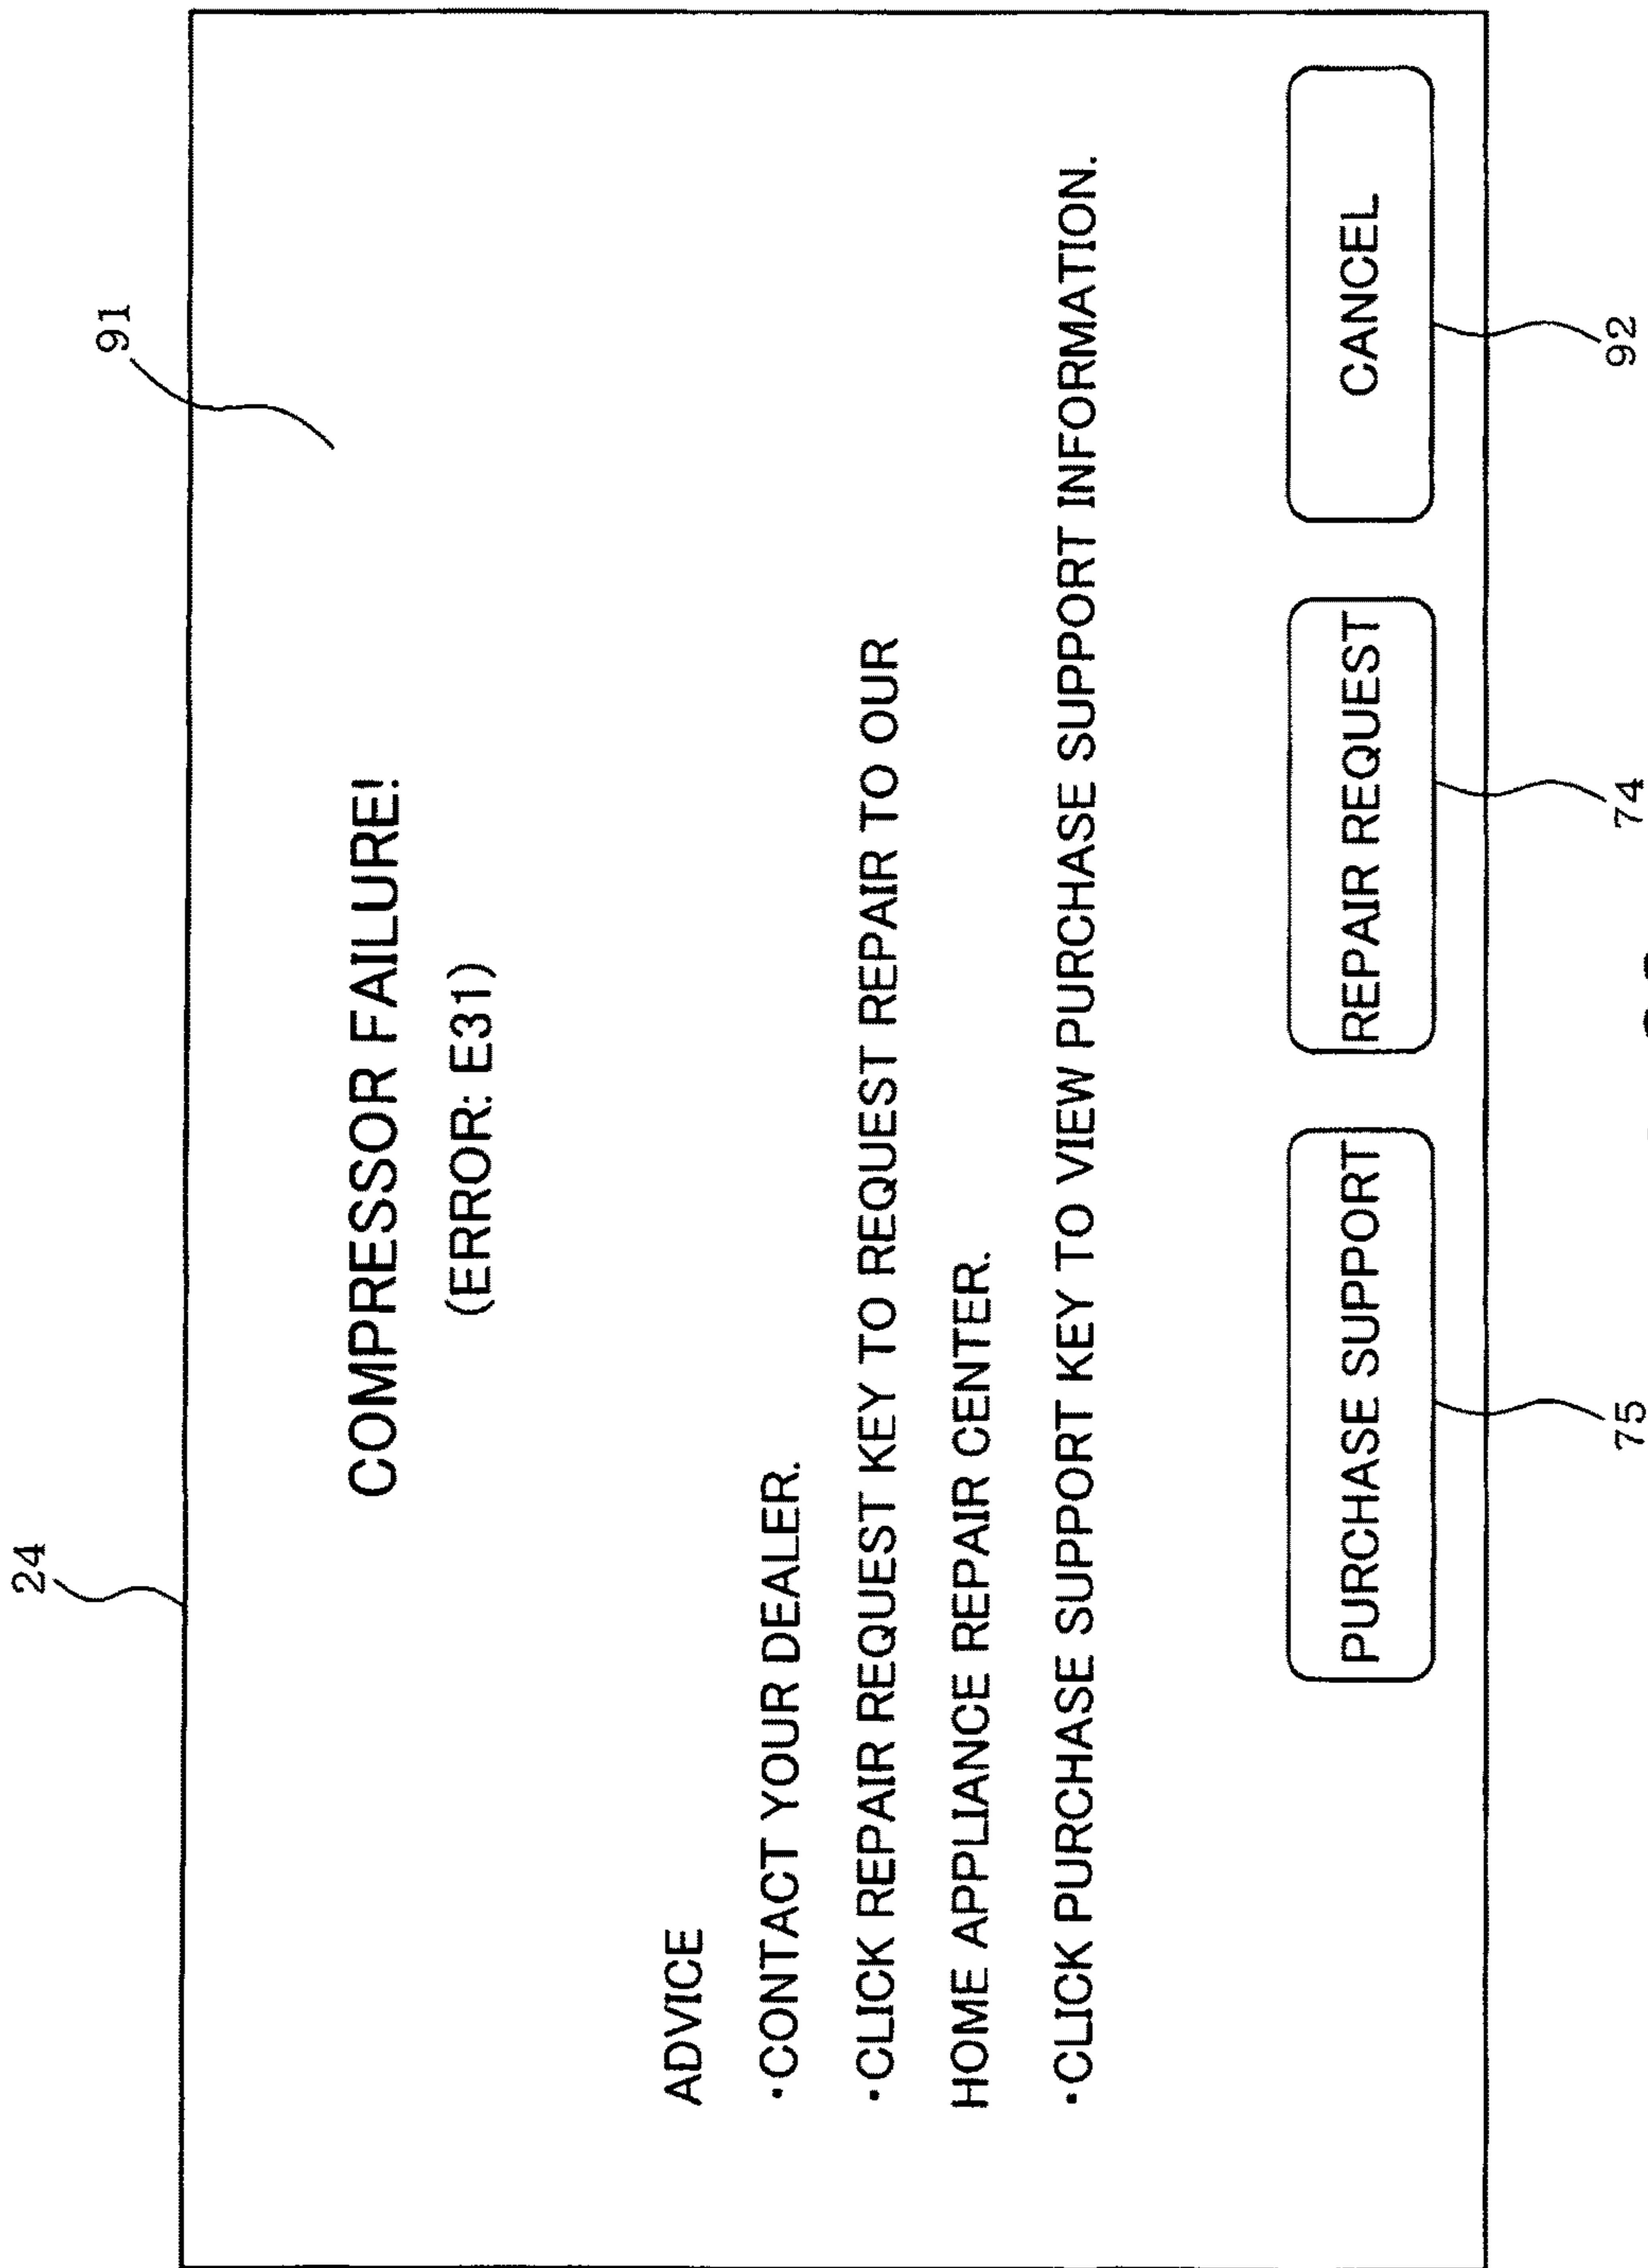 24
91
COMPRESSOR FAILURE!
(ERROR: E31)
ADVICE
•CONTACT YOUR DEALER.
•CLICK REPAIR REQUEST KEY TO REQUEST REPAIR TO OUR
HOME APPLIANCE REPAIR CENTER.
•CLICK PURCHASE SUPPORT KEY TO VIEW PURCHASE SUPPORT INFORMATION.
PURCHASE SUPPORT
REPAIR REQUEST
CANCEL
75
74
92